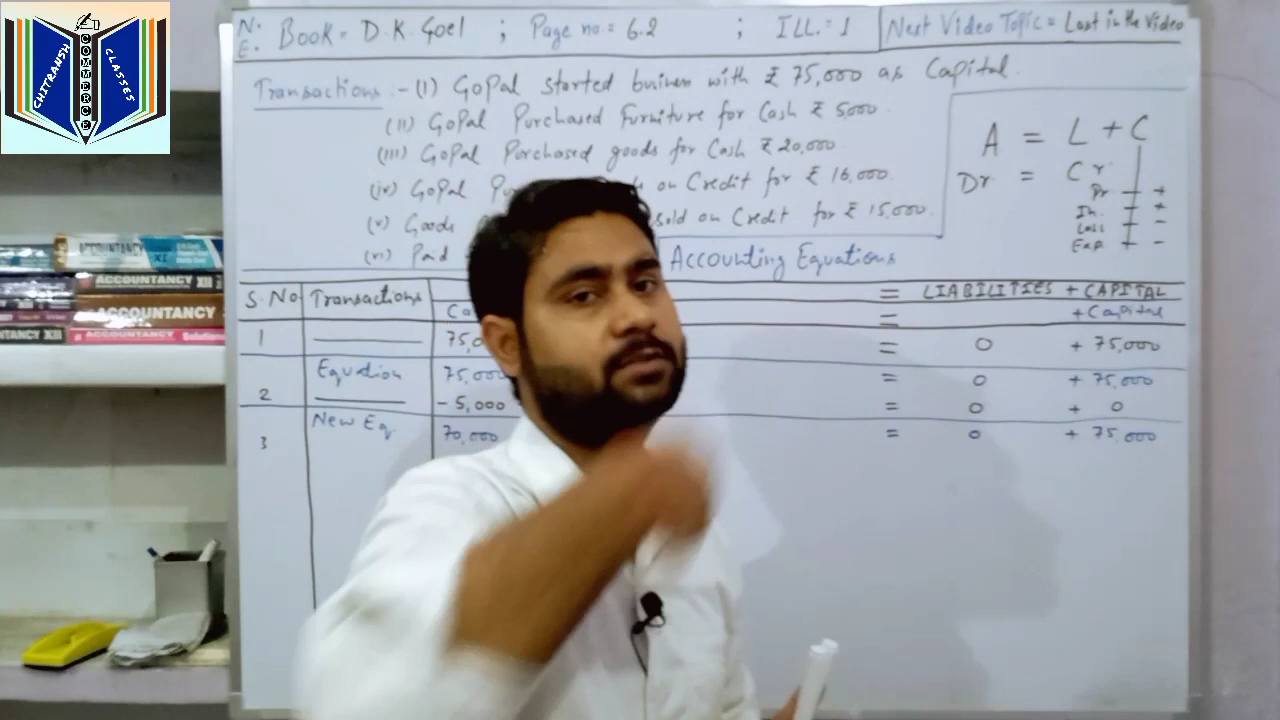 CHITRANSH COMMERCE CLASSES
N. Book = D.K. Goel ; Page no = 6.2 ; ILL. = 1 Next Video Topic = Last in the Video
E.
Transactions :- (i) Gopal started business with ₹ 75,000 as Capital.
(ii) Gopal Purchased Furniture for Cash ₹ 5,000.
(iii) Gopal Purchased goods for Cash ₹ 20,000.
(iv) Gopal on Credit for ₹ 16,000.
(v) Goods sold on Credit for ₹ 15,000.
(vi) Paid
A = L + C
Dr = Cr
Pr +
In. +
Loss -
Exp -
Accounting Equations
S.No Transactions = LIABILITIES + CAPITAL
= + Capital
1 = 0 + 75,000
Equation 75,000 = 0 + 75,000
2 - 5,000 = 0 + 0
New Eq 70,000 = 0 + 75,000
3
ACCOUNTANCY XI
ACCOUNTANCY XII
ACCOUNTANCY
ACCOUNTANCY Solutions